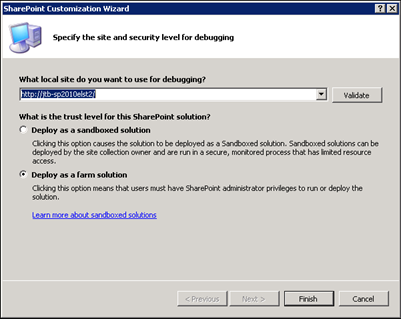 SharePoint Customization Wizard
Specify the site and security level for debugging
What local site do you want to use for debugging?
http://jtb-sp2010elst2/
Validate
What is the trust level for this SharePoint solution?
Deploy as a sandboxed solution
Clicking this option causes the solution to be deployed as a Sandboxed solution. Sandboxed solutions can be
deployed by the site collection owner and are run in a secure, monitored process that has limited resource
access.
Deploy as a farm solution
Clicking this option means that users must have SharePoint administrator privileges to run or deploy the
solution.
Learn more about sandboxed solutions
< Previous
Next >
Finish
Cancel